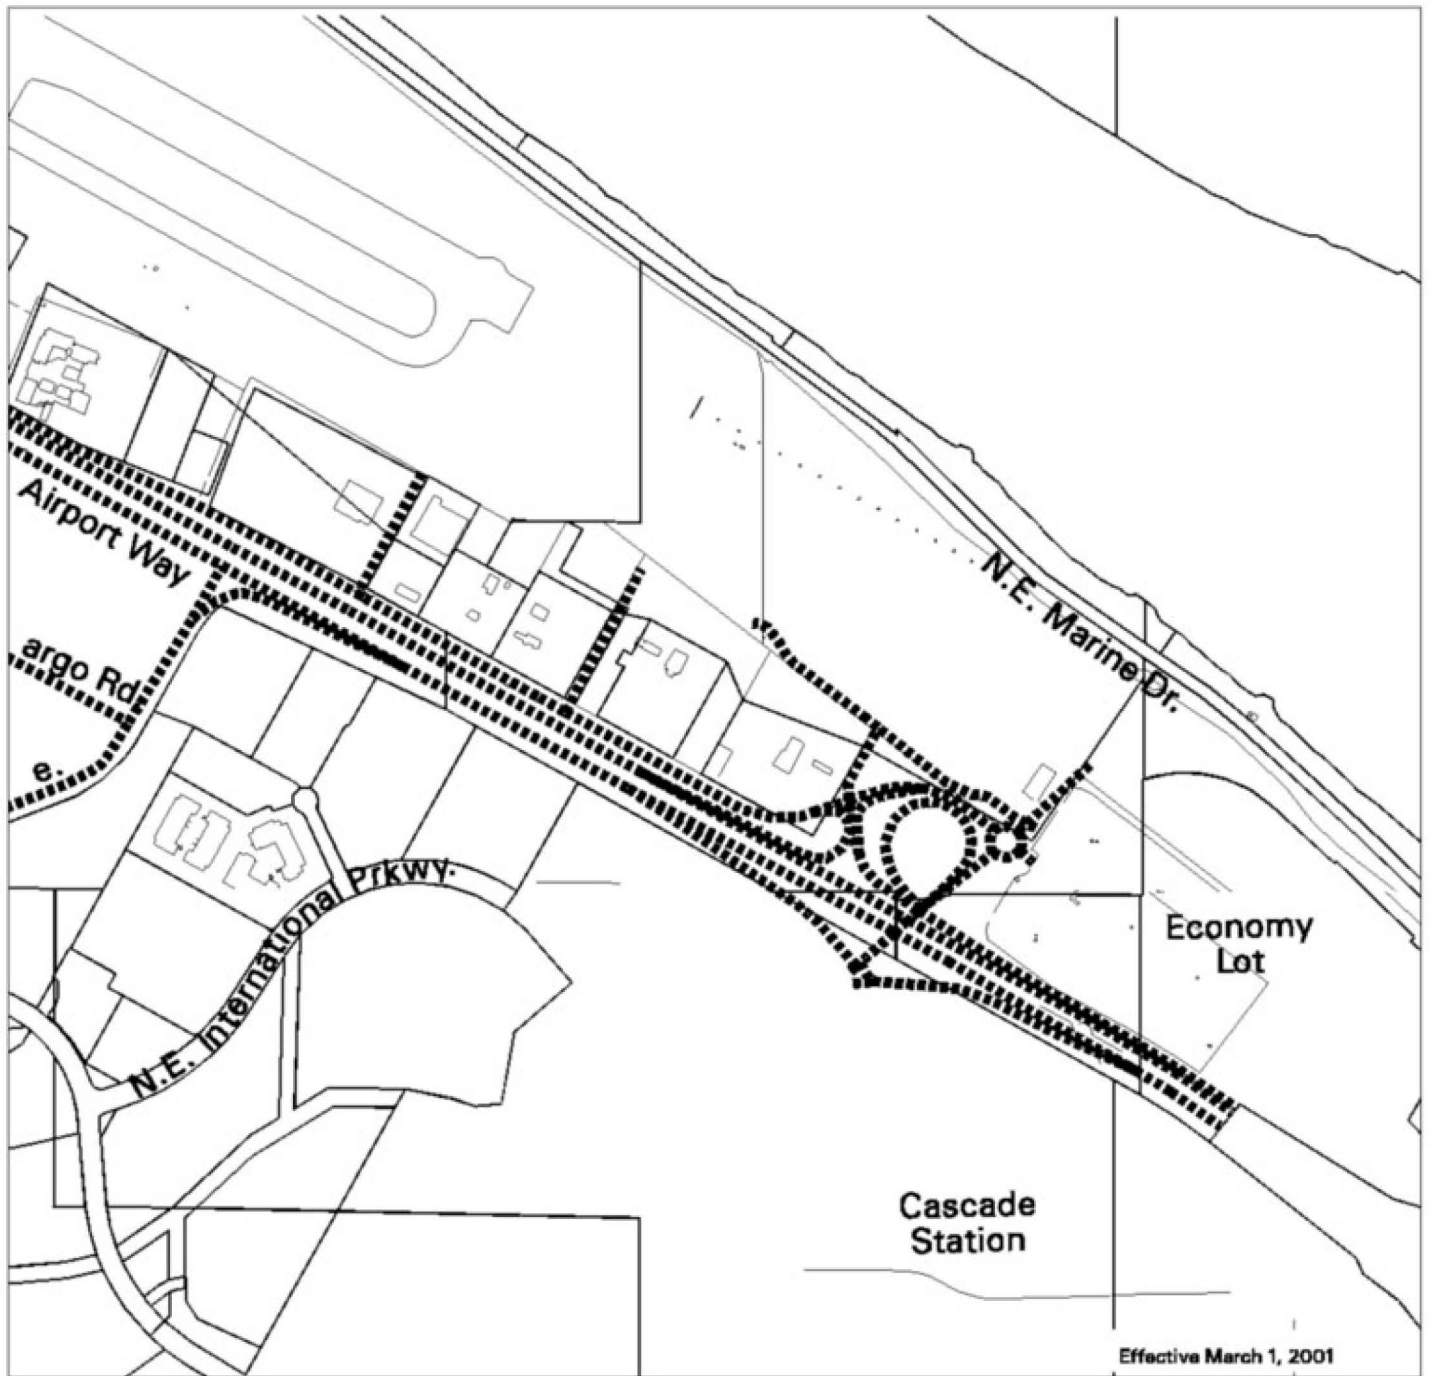 Airport Way
argo Rd.
e.
N.E. International Prkwy.
N.E. Marine Dr.
Economy
Lot
Cascade
Station
Effective March 1, 2001